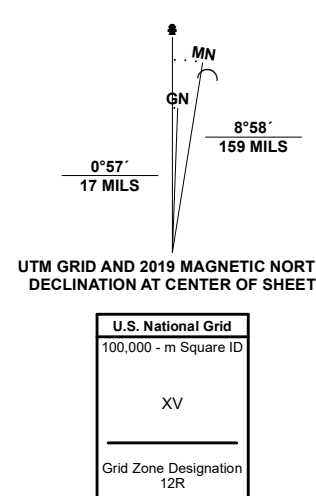 MN
GN
8°58´
159 MILS
0°57´
17 MILS
UTM GRID AND 2019 MAGNETIC NORT
DECLINATION AT CENTER OF SHEET
U.S. National Grid
100,000 - m Square ID
XV
Grid Zone Designation
12R